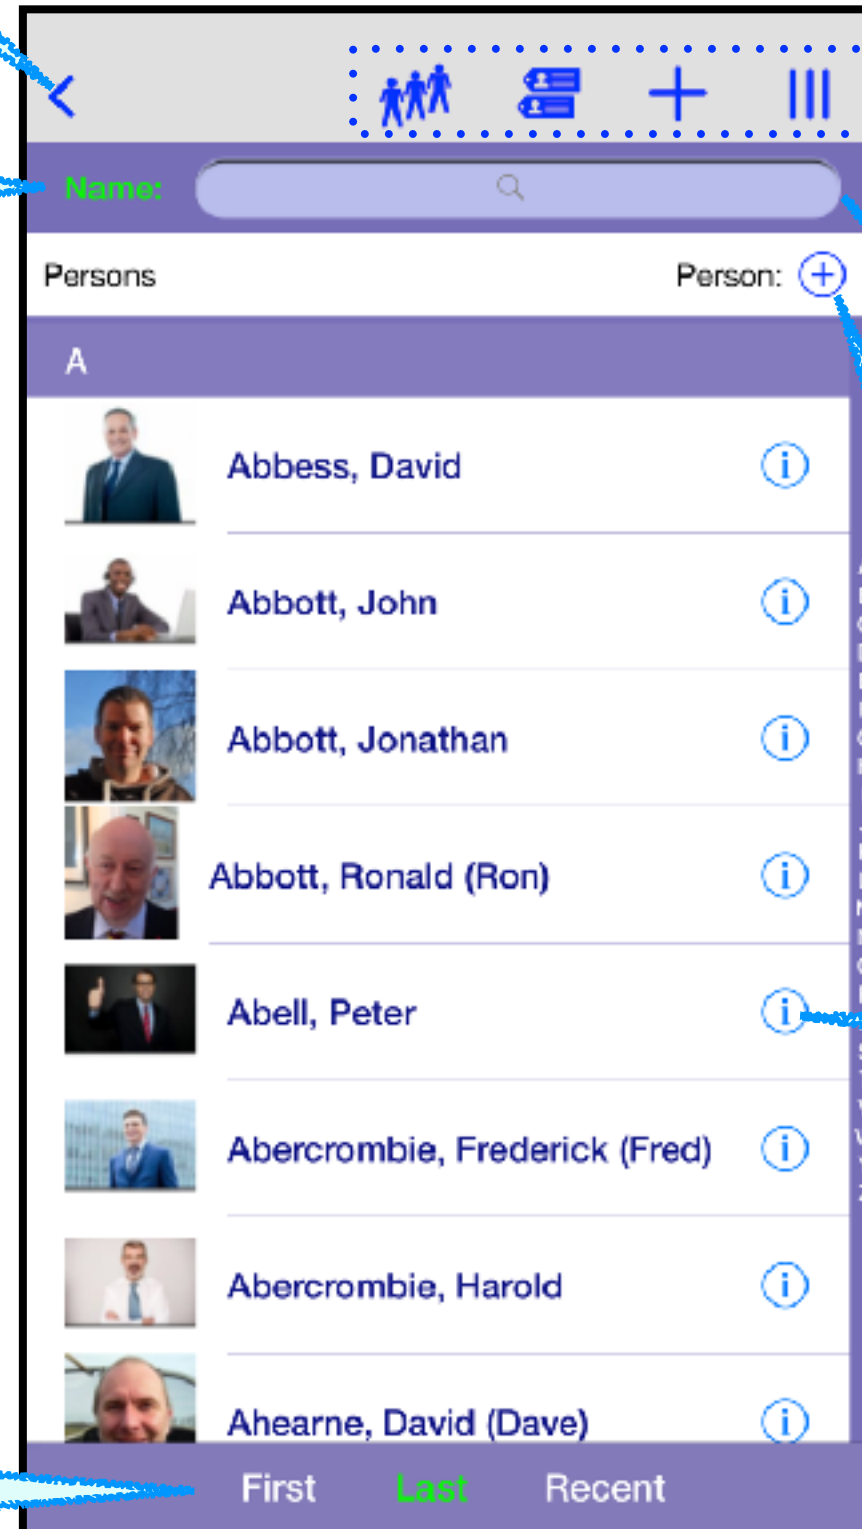 Name:
Persons
Person:
A
Abbess, David
Abbott, John
Abbott, Jonathan
Abbott, Ronald (Ron)
Abell, Peter
Abercrombie, Frederick (Fred)
Abercrombie, Harold
Ahearne, David (Dave)
First Last Recent